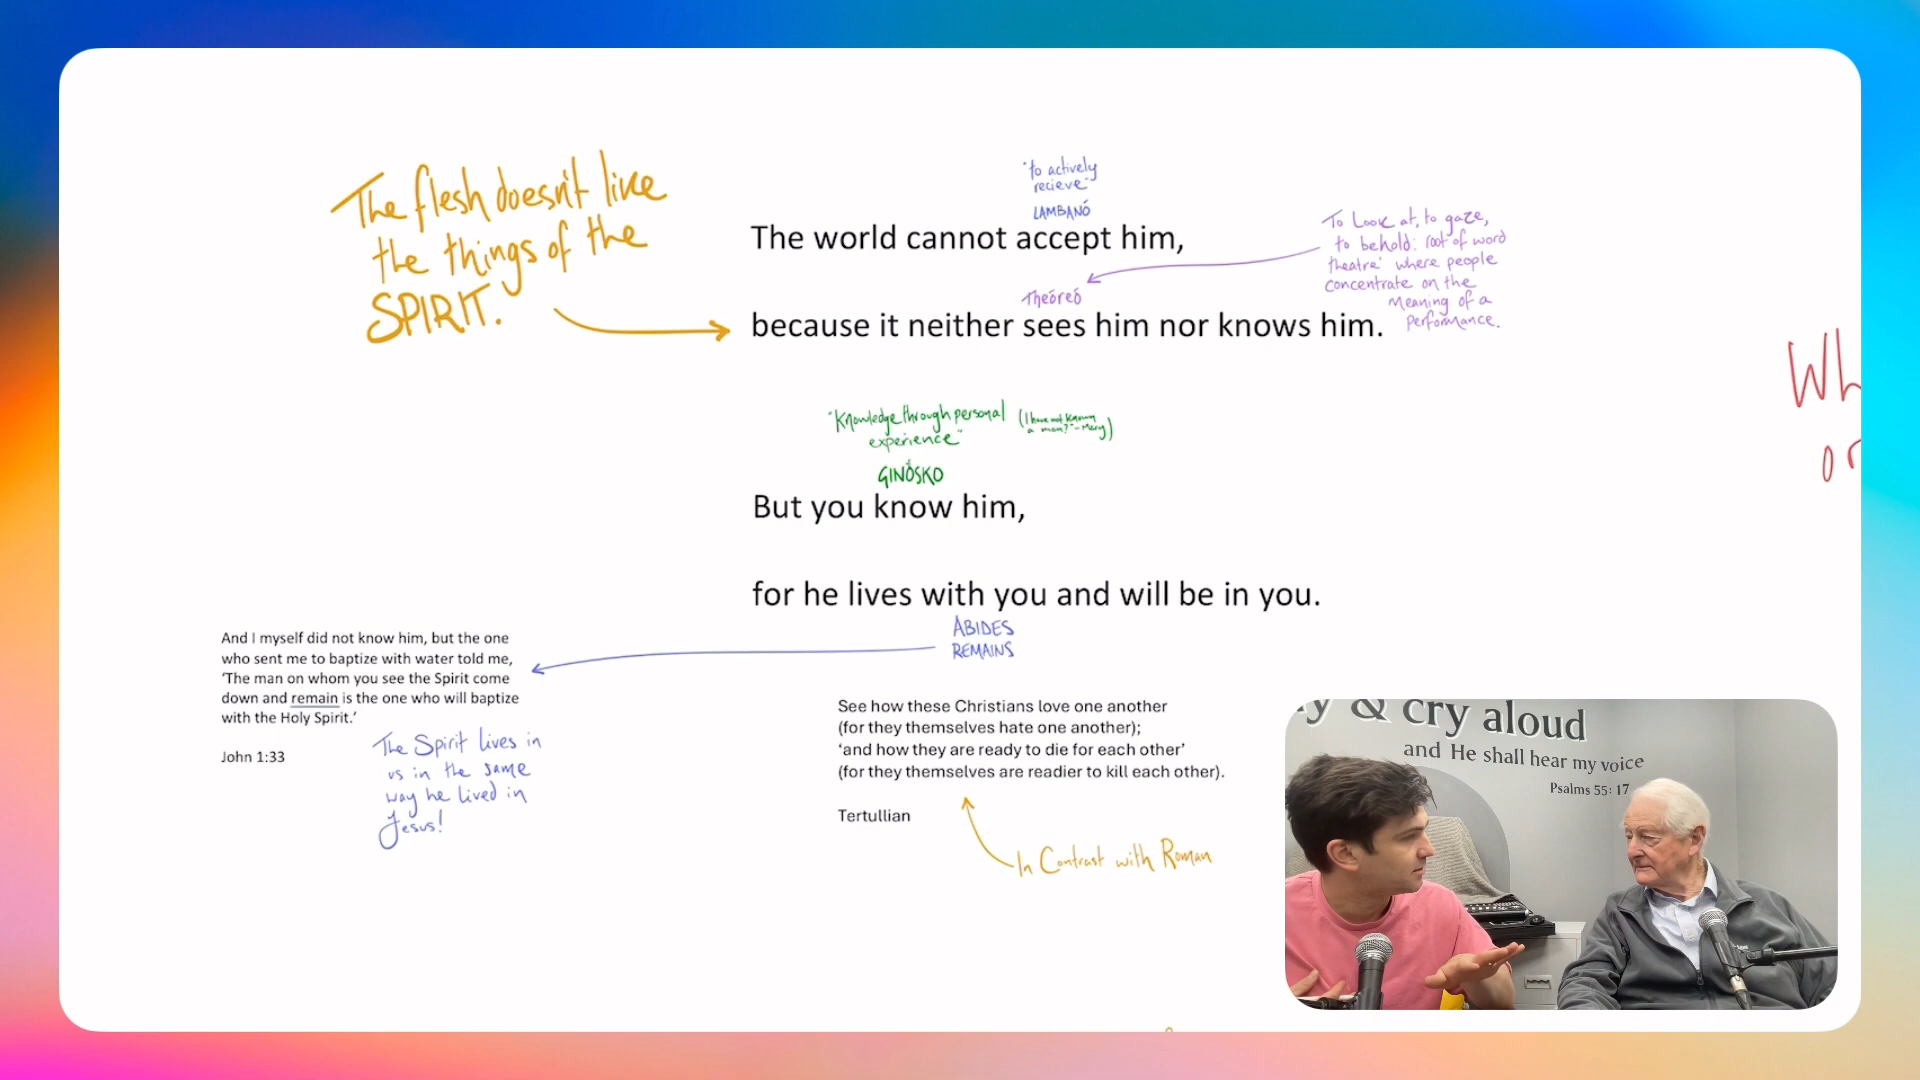 The flesh doesn't like
the things of the
SPIRIT.
"to actively
recieve"
LAMBANÓ
The world cannot accept him,
To Look at, to gaze,
to behold: root of word
theatre' where people
concentrate on the
Meaning of a
Performance.
Theóreó
because it neither sees him nor knows him.
Wh
or
"Knowledge through personal
experience"
(I have not known
a man?"-Mary)
GINÓSKO
But you know him,
for he lives with you and will be in you.
ABIDES
REMAINS
And I myself did not know him, but the one
who sent me to baptize with water told me,
'The man on whom you see the Spirit come
down and remain is the one who will baptize
with the Holy Spirit.'
John 1:33
The Spirit lives in
us in the same
way he lived in
Jesus!
See how these Christians love one another
(for they themselves hate one another);
'and how they are ready to die for each other'
(for they themselves are readier to kill each other).
Tertullian
In Contrast with Roman
y & cry aloud
and He shall hear my voice
Psalms 55: 17